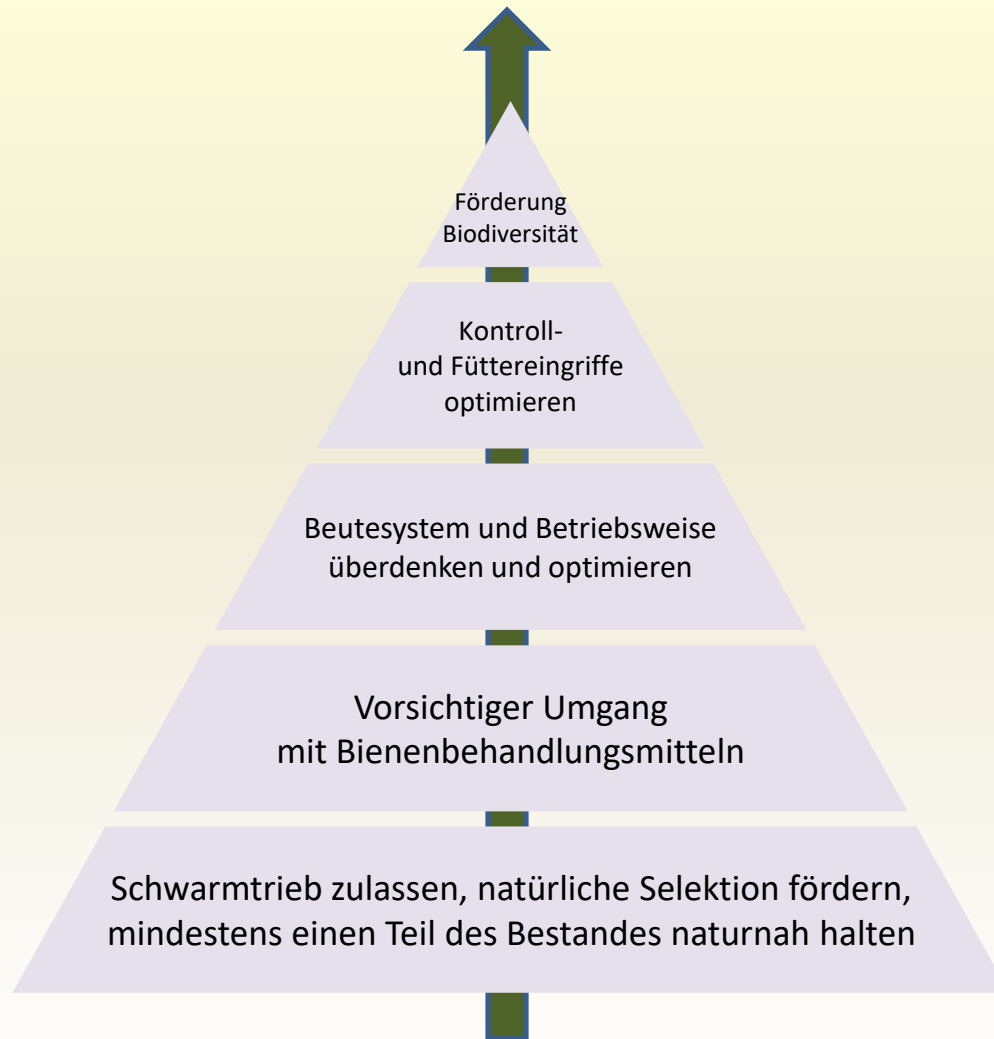 Förderung
Biodiversität
Kontroll-
und Füttereingriffe
optimieren
Beutesystem und Betriebsweise
überdenken und optimieren
Vorsichtiger Umgang
mit Bienenbehandlungsmitteln
Schwarmtrieb zulassen, natürliche Selektion fördern,
mindestens einen Teil des Bestandes naturnah halten